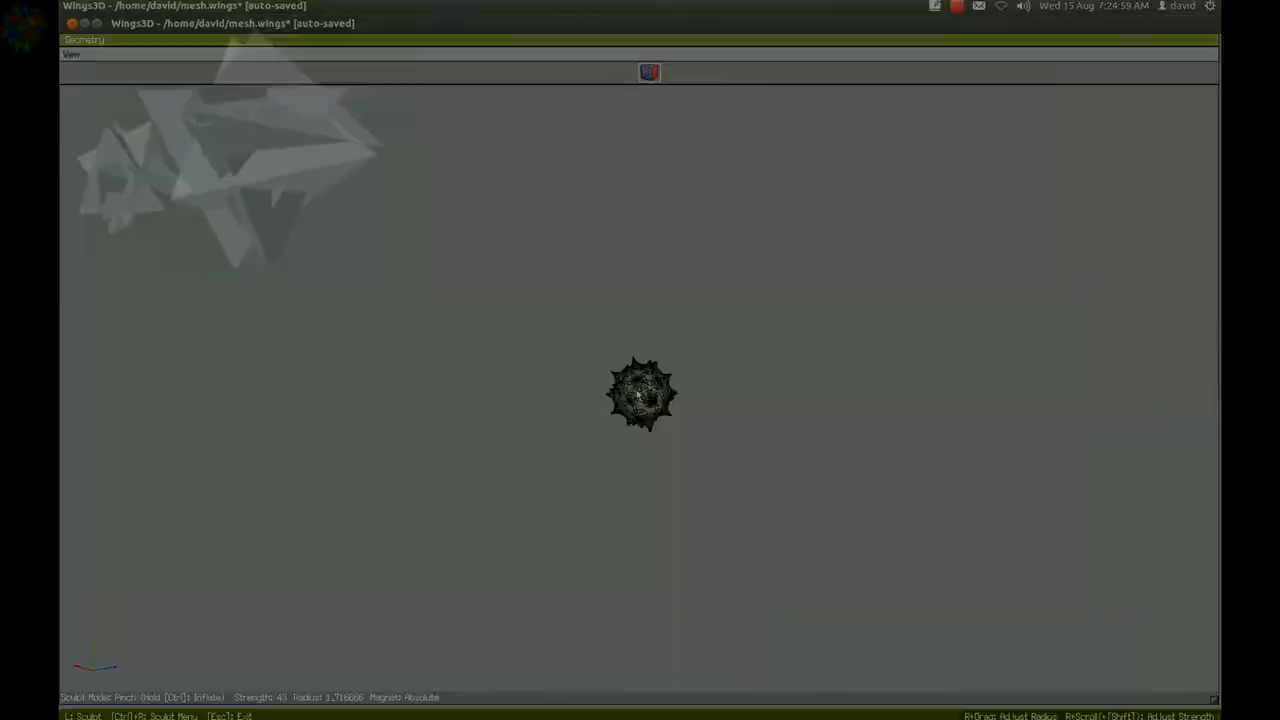 Wings3D - /home/david/mesh.wings* [auto-saved]
Wed 15 Aug 7:24:59 AM david
Wings3D - /home/david/mesh.wings* [auto-saved]
Geometry
View
Sculpt Mode: Pinch (Hold [Ctrl]: Inflate) Strength: 43 Radius: 1.716666 Magnet: Absolute
L: Sculpt [Ctrl]+R: Sculpt Menu [Esc]: Exit
R+Drag: Adjust Radius R+Scroll(+[Shift]): Adjust Strength